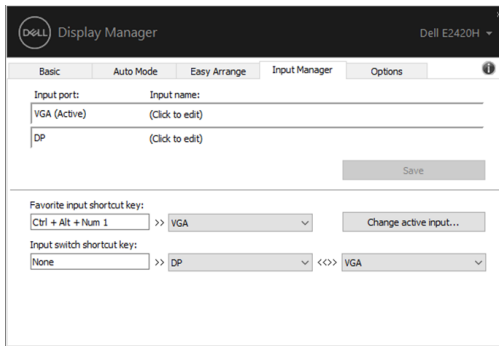 DELL Display Manager Dell E2420H
Basic Auto Mode Easy Arrange Input Manager Options
Input port: Input name:
VGA (Active) (Click to edit)
DP (Click to edit)
Save
Favorite input shortcut key:
Ctrl + Alt + Num 1 >> VGA Change active input...
Input switch shortcut key:
None >> DP <<>> VGA